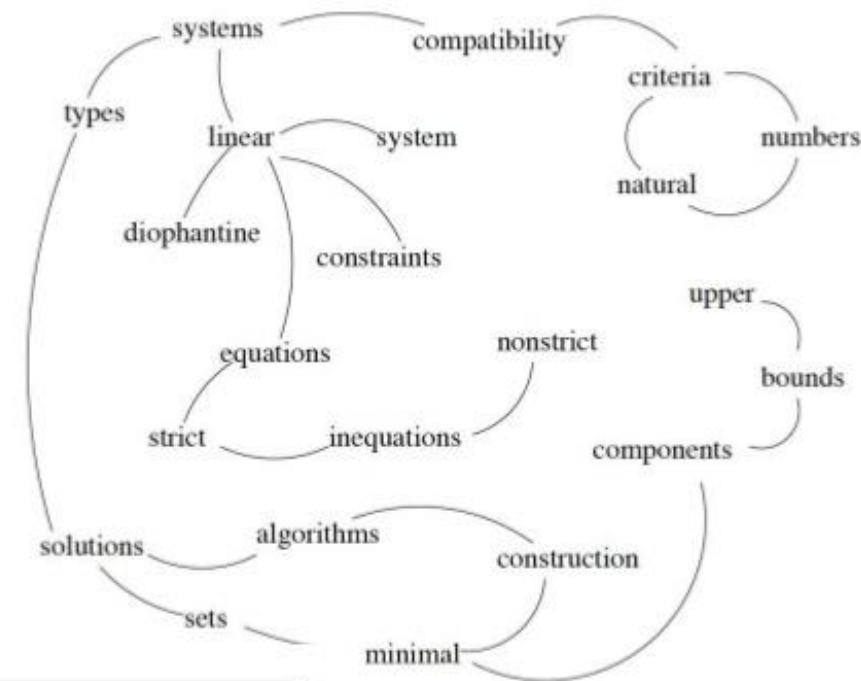 systems
compatibility
criteria
types
linear
system
numbers
natural
diophantine
constraints
upper
equations
nonstrict
bounds
strict
inequations
components
solutions
algorithms
construction
sets
minimal